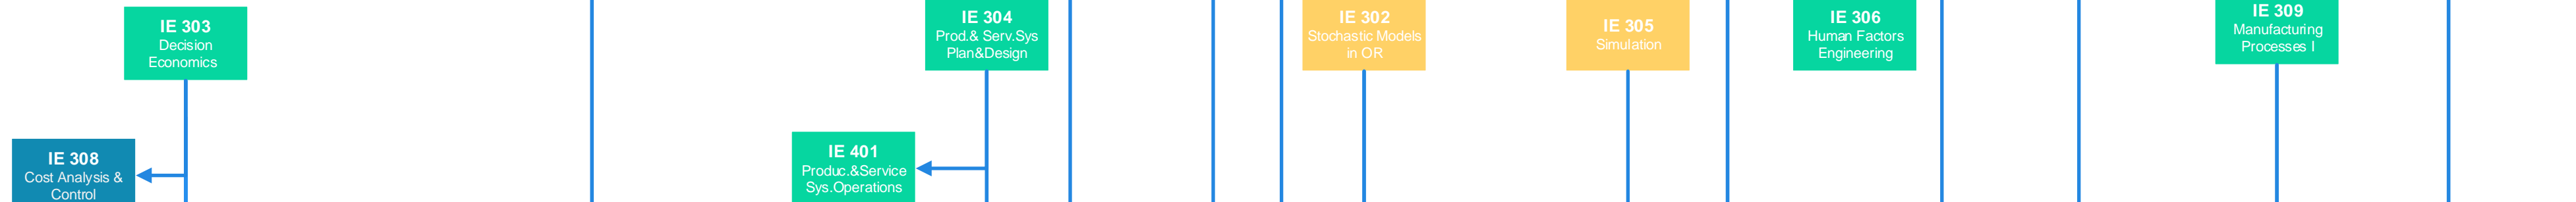 IE 303
Decision
Economics
IE 304
Prod.& Serv.Sys
Plan&Design
IE 302
Stochastic Models
in OR
IE 305
Simulation
IE 306
Human Factors
Engineering
IE 309
Manufacturing
Processes I
IE 308
Cost Analysis &
Control
IE 401
Produc.&Service
Sys.Operations